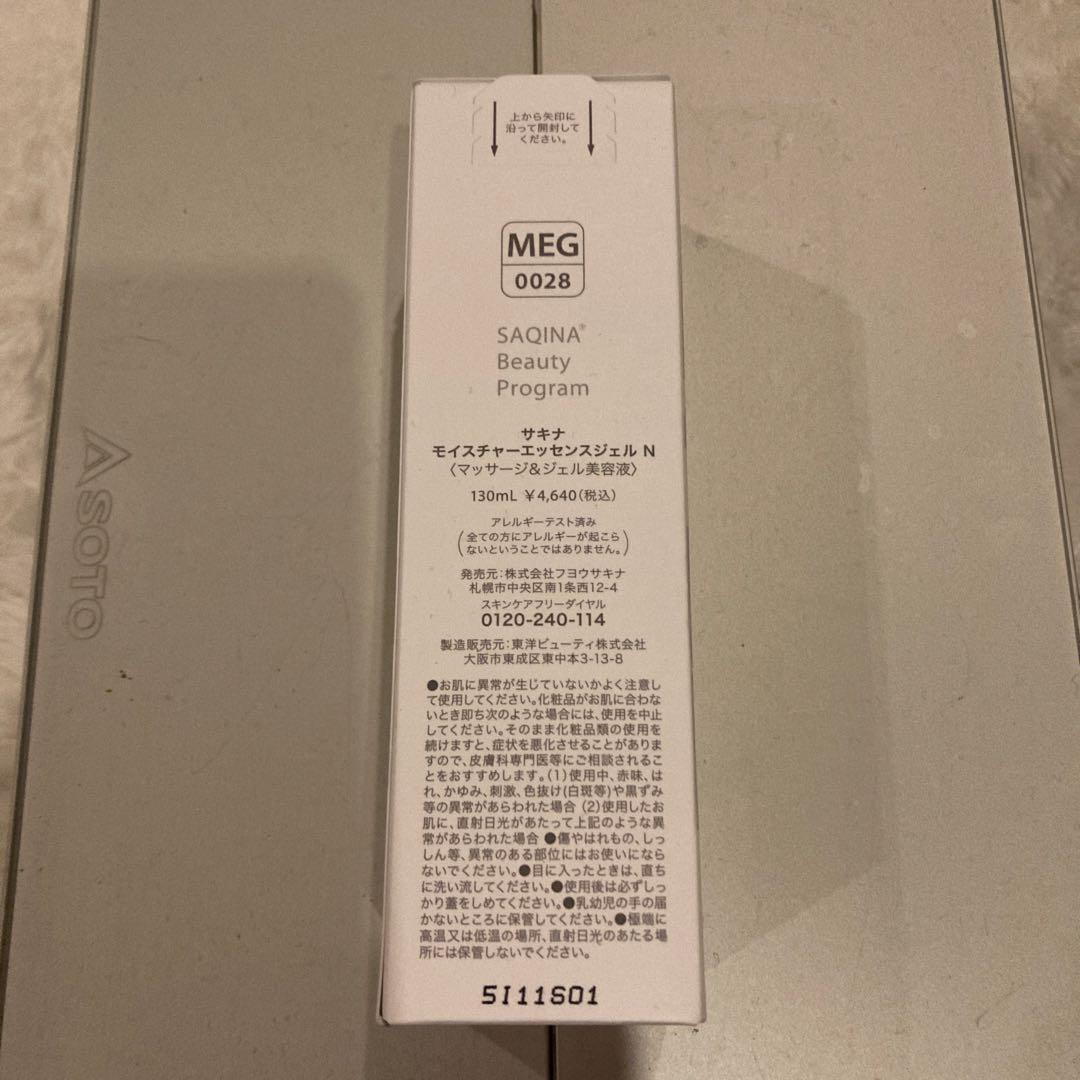 上から矢印に
沿って開封して
ください。
MEG
0028
SAQINA®
Beauty
Program
サキナ
モイスチャーエッセンスジェル N
〈マッサージ&ジェル美容液〉
130mL ¥4,640(税込)
アレルギーテスト済み
(全ての方にアレルギーが起こら
ないということではありません。)
発売元:株式会社フヨウサキナ
札幌市中央区南1条西12-4
スキンケアフリーダイヤル
0120-240-114
製造販売元:東洋ビューティ株式会社
大阪市東成区東中本3-13-8
●お肌に異常が生じていないかよく注意し
て使用してください。化粧品がお肌に合わな
いとき即ち次のような場合には、使用を中止
してください。そのまま化粧品類の使用を
続けますと、症状を悪化させることがありま
すので、皮膚科専門医等にご相談されるこ
とをおすすめします。(1)使用中、赤味、は
れ、かゆみ、刺激、色抜け(白斑等)や黒ずみ
等の異常があらわれた場合 (2)使用したお
肌に、直射日光があたって上記のような異
常があらわれた場合 ●傷やはれもの、しっ
しん等、異常のある部位にはお使いになら
ないでください。●目に入ったときは、直ち
に洗い流してください。●使用後は必ずしっ
かり蓋をしめてください。●乳幼児の手の届
かないところに保管してください。●極端に
高温又は低温の場所、直射日光のあたる場
所には保管しないでください。
5I11S01
SOTO